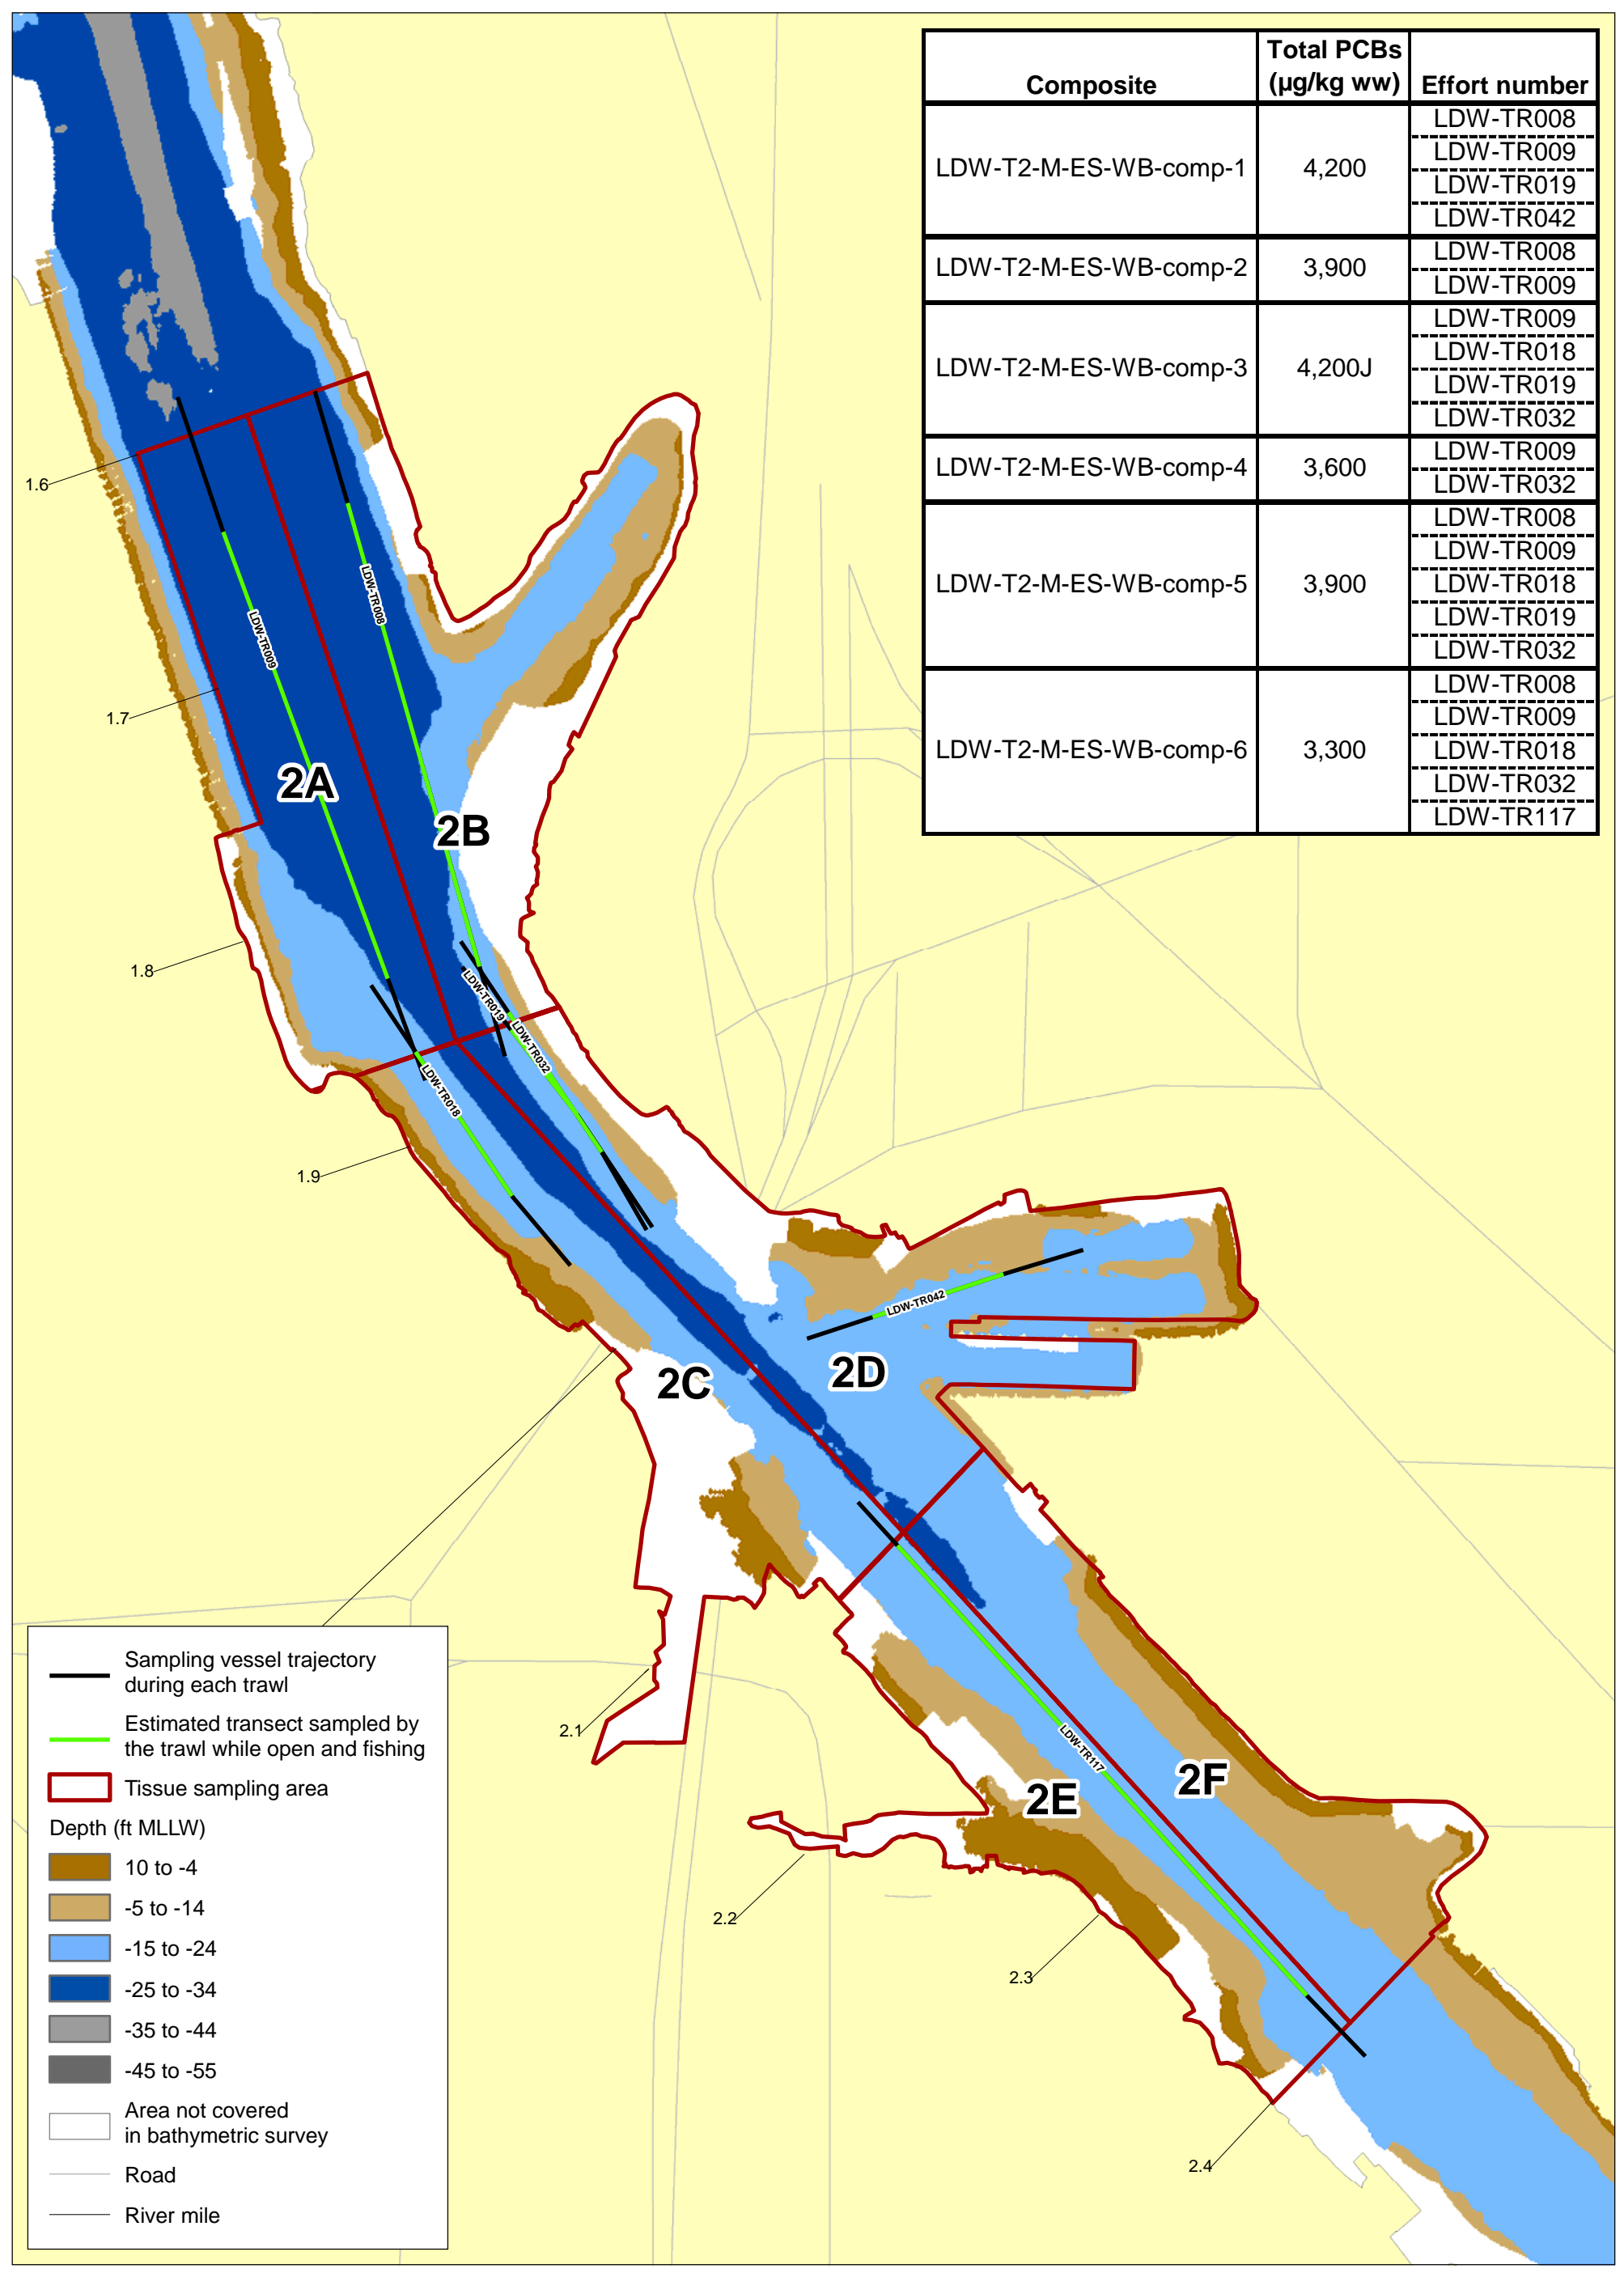 Composite
Total PCBs
(µg/kg ww)
Effort number
LDW-T2-M-ES-WB-comp-1
4,200
LDW-TR008
LDW-TR009
LDW-TR019
LDW-TR042
LDW-T2-M-ES-WB-comp-2
3,900
LDW-TR008
LDW-TR009
LDW-T2-M-ES-WB-comp-3
4,200J
LDW-TR009
LDW-TR018
LDW-TR019
LDW-TR032
LDW-T2-M-ES-WB-comp-4
3,600
LDW-TR009
LDW-TR032
LDW-T2-M-ES-WB-comp-5
3,900
LDW-TR008
LDW-TR009
LDW-TR018
LDW-TR019
LDW-TR032
LDW-T2-M-ES-WB-comp-6
3,300
LDW-TR008
LDW-TR009
LDW-TR018
LDW-TR032
LDW-TR117
1.6
LDW-TR008
LDW-TR009
1.7
2A
2B
1.8
LDW-TR019
LDW-TR032
LDW-TR018
1.9
LDW-TR042
2C
2D
2.1
LDW-TR117
2E
2F
2.2
2.3
2.4
Sampling vessel trajectory
during each trawl
Estimated transect sampled by
the trawl while open and fishing
Tissue sampling area
Depth (ft MLLW)
10 to -4
-5 to -14
-15 to -24
-25 to -34
-35 to -44
-45 to -55
Area not covered
in bathymetric survey
Road
River mile